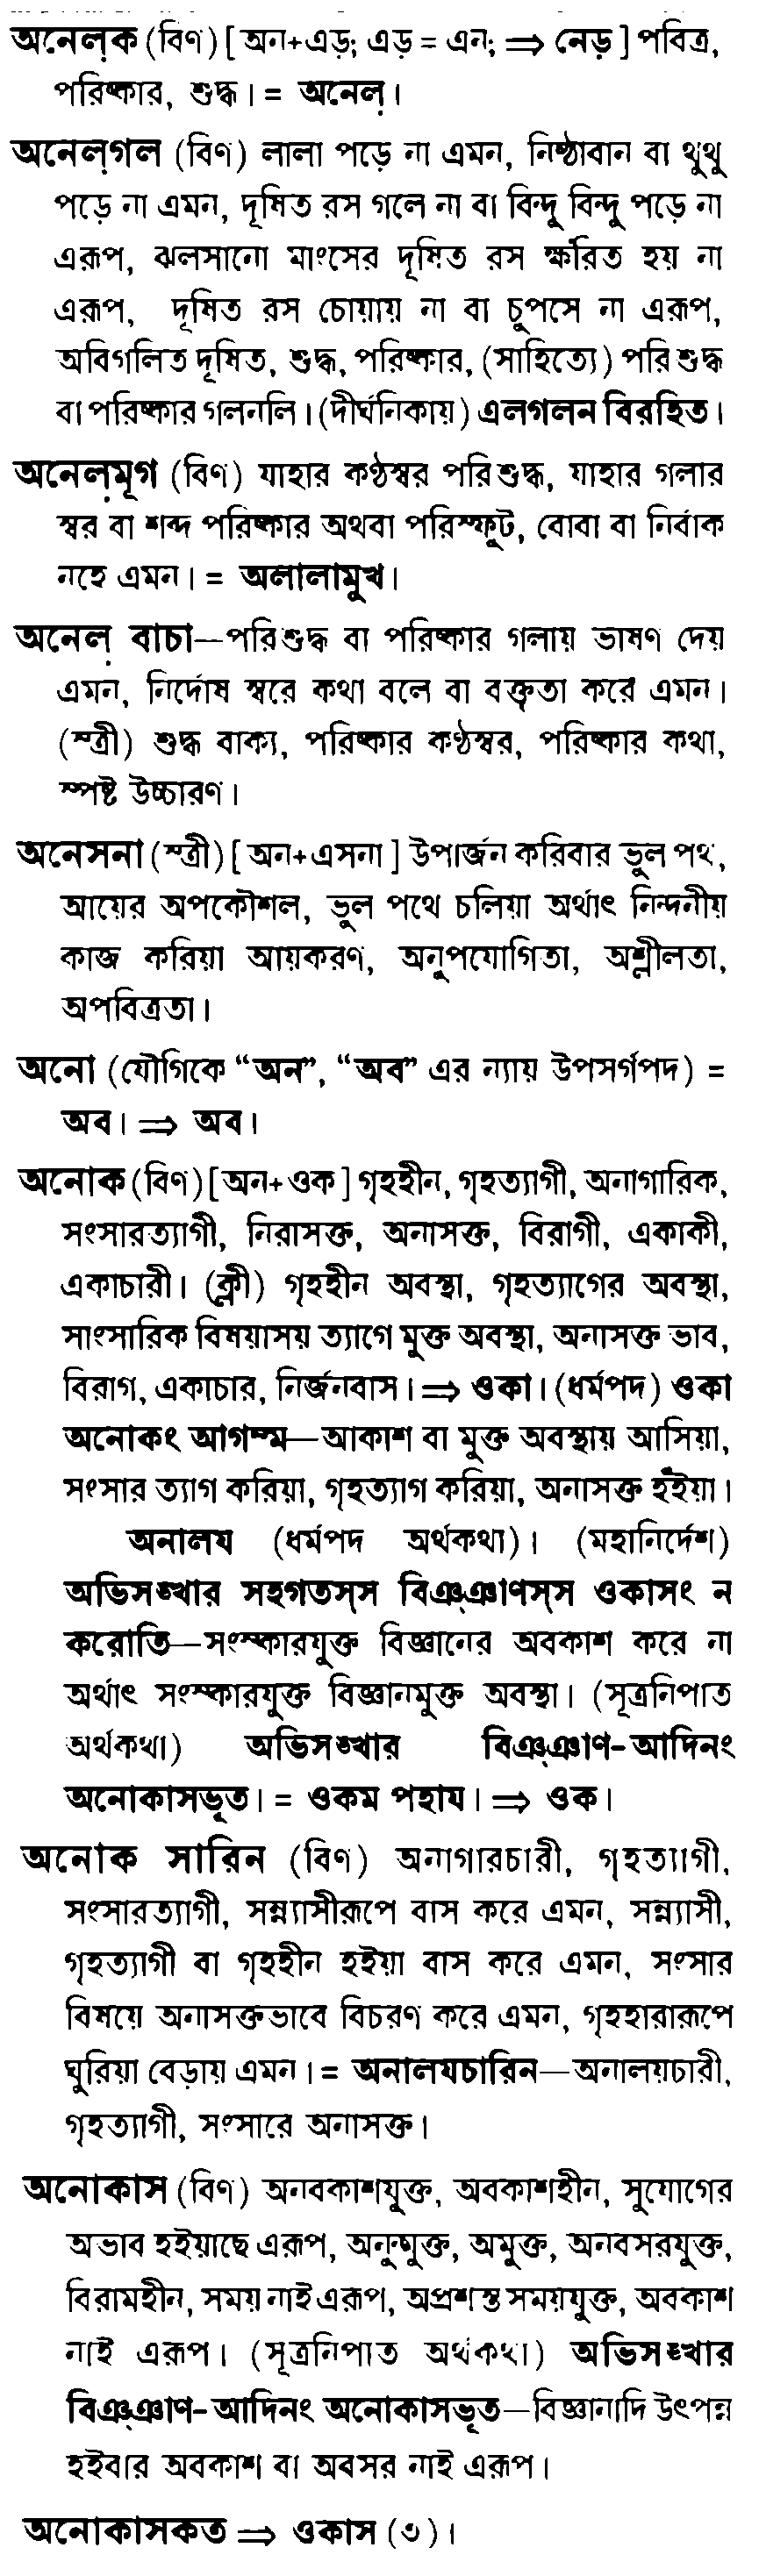 অনেল়ক (বিণ) [ অন+এড়; এড় = এন; ⇒ নেড় ] পবিত্র,
পরিষ্কার, শুদ্ধ। = অনেল়।
অনেল়গল (বিণ) লালা পড়ে না এমন, নিষ্ঠাবান বা থুথু
পড়ে না এমন, দূষিত রস গলে না বা বিন্দু বিন্দু পড়ে না
এরূপ, ঝলসানো মাংসের দূষিত রস ক্ষরিত হয় না
এরূপ, দূষিত রস চোয়ায় না বা চুপসে না এরূপ,
অবিগলিত দূষিত, শুদ্ধ, পরিষ্কার, (সাহিত্যে) পরিশুদ্ধ
বা পরিষ্কার গলনলি। (দীর্ঘনিকায়) এলগলন বিরহিত।
অনেল়মূগ (বিণ) যাহার কণ্ঠস্বর পরিশুদ্ধ, যাহার গলার
স্বর বা শব্দ পরিষ্কার অথবা পরিস্ফুট, বোবা বা নির্বাক
নহে এমন। = অলালামুখ।
অনেল় বাচা—পরিশুদ্ধ বা পরিষ্কার গলায় ভাষণ দেয়
এমন, নির্দোষ স্বরে কথা বলে বা বক্তৃতা করে এমন।
(স্ত্রী) শুদ্ধ বাক্য, পরিষ্কার কণ্ঠস্বর, পরিষ্কার কথা,
স্পষ্ট উচ্চারণ।
অনেসনা (স্ত্রী) [ অন+এসনা ] উপার্জন করিবার ভুল পথ,
আয়ের অপকৌশল, ভুল পথে চলিয়া অর্থাৎ নিন্দনীয়
কাজ করিয়া আয়করণ, অনুপযোগিতা, অশ্লীলতা,
অপবিত্রতা।
অনো (যৌগিকে “অন”, “অব” এর ন্যায় উপসর্গপদ) =
অব। ⇒ অব।
অনোক (বিণ) [ অন+ওক ] গৃহহীন, গৃহত্যাগী, অনাগারিক,
সংসারত্যাগী, নিরাসক্ত, অনাসক্ত, বিরাগী, একাকী,
একাচারী। (ক্লী) গৃহহীন অবস্থা, গৃহত্যাগের অবস্থা,
সাংসারিক বিষয়াসয় ত্যাগে মুক্ত অবস্থা, অনাসক্ত ভাব,
বিরাগ, একাচার, নির্জনবাস। ⇒ ওকা। (ধর্মপদ) ওকা
অনোকং আগম্ম—আকাশ বা মুক্ত অবস্থায় আসিয়া,
সংসার ত্যাগ করিয়া, গৃহত্যাগ করিয়া, অনাসক্ত হইয়া।
অনালয (ধর্মপদ অর্থকথা)। (মহানির্দেশ)
অভিসঙ্খার সহগতস্স বিঞ্ঞাণস্স ওকাসং ন
করোতি—সংস্কারযুক্ত বিজ্ঞানের অবকাশ করে না
অর্থাৎ সংস্কারযুক্ত বিজ্ঞানমুক্ত অবস্থা। (সূত্রনিপাত
অর্থকথা) অভিসঙ্খার বিঞ্ঞাণ-আদিনং
অনোকাসভূত। = ওকম পহায। ⇒ ওক।
অনোক সারিন (বিণ) অনাগারচারী, গৃহত্যাগী,
সংসারত্যাগী, সন্ন্যাসীরূপে বাস করে এমন, সন্ন্যাসী,
গৃহত্যাগী বা গৃহহীন হইয়া বাস করে এমন, সংসার
বিষয়ে অনাসক্তভাবে বিচরণ করে এমন, গৃহহারারূপে
ঘুরিয়া বেড়ায় এমন। = অনালযচারিন—অনালয়চারী,
গৃহত্যাগী, সংসারে অনাসক্ত।
অনোকাস (বিণ) অনবকাশযুক্ত, অবকাশহীন, সুযোগের
অভাব হইয়াছে এরূপ, অনুন্মুক্ত, অমুক্ত, অনবসরযুক্ত,
বিরামহীন, সময় নাই এরূপ, অপ্রশস্ত সময়যুক্ত, অবকাশ
নাই এরূপ। (সূত্রনিপাত অর্থকথা) অভিসঙ্খার
বিঞ্ঞাণ-আদিনং অনোকাসভূত—বিজ্ঞানাদি উৎপন্ন
হইবার অবকাশ বা অবসর নাই এরূপ।
অনোকাসকত ⇒ ওকাস (৩)।